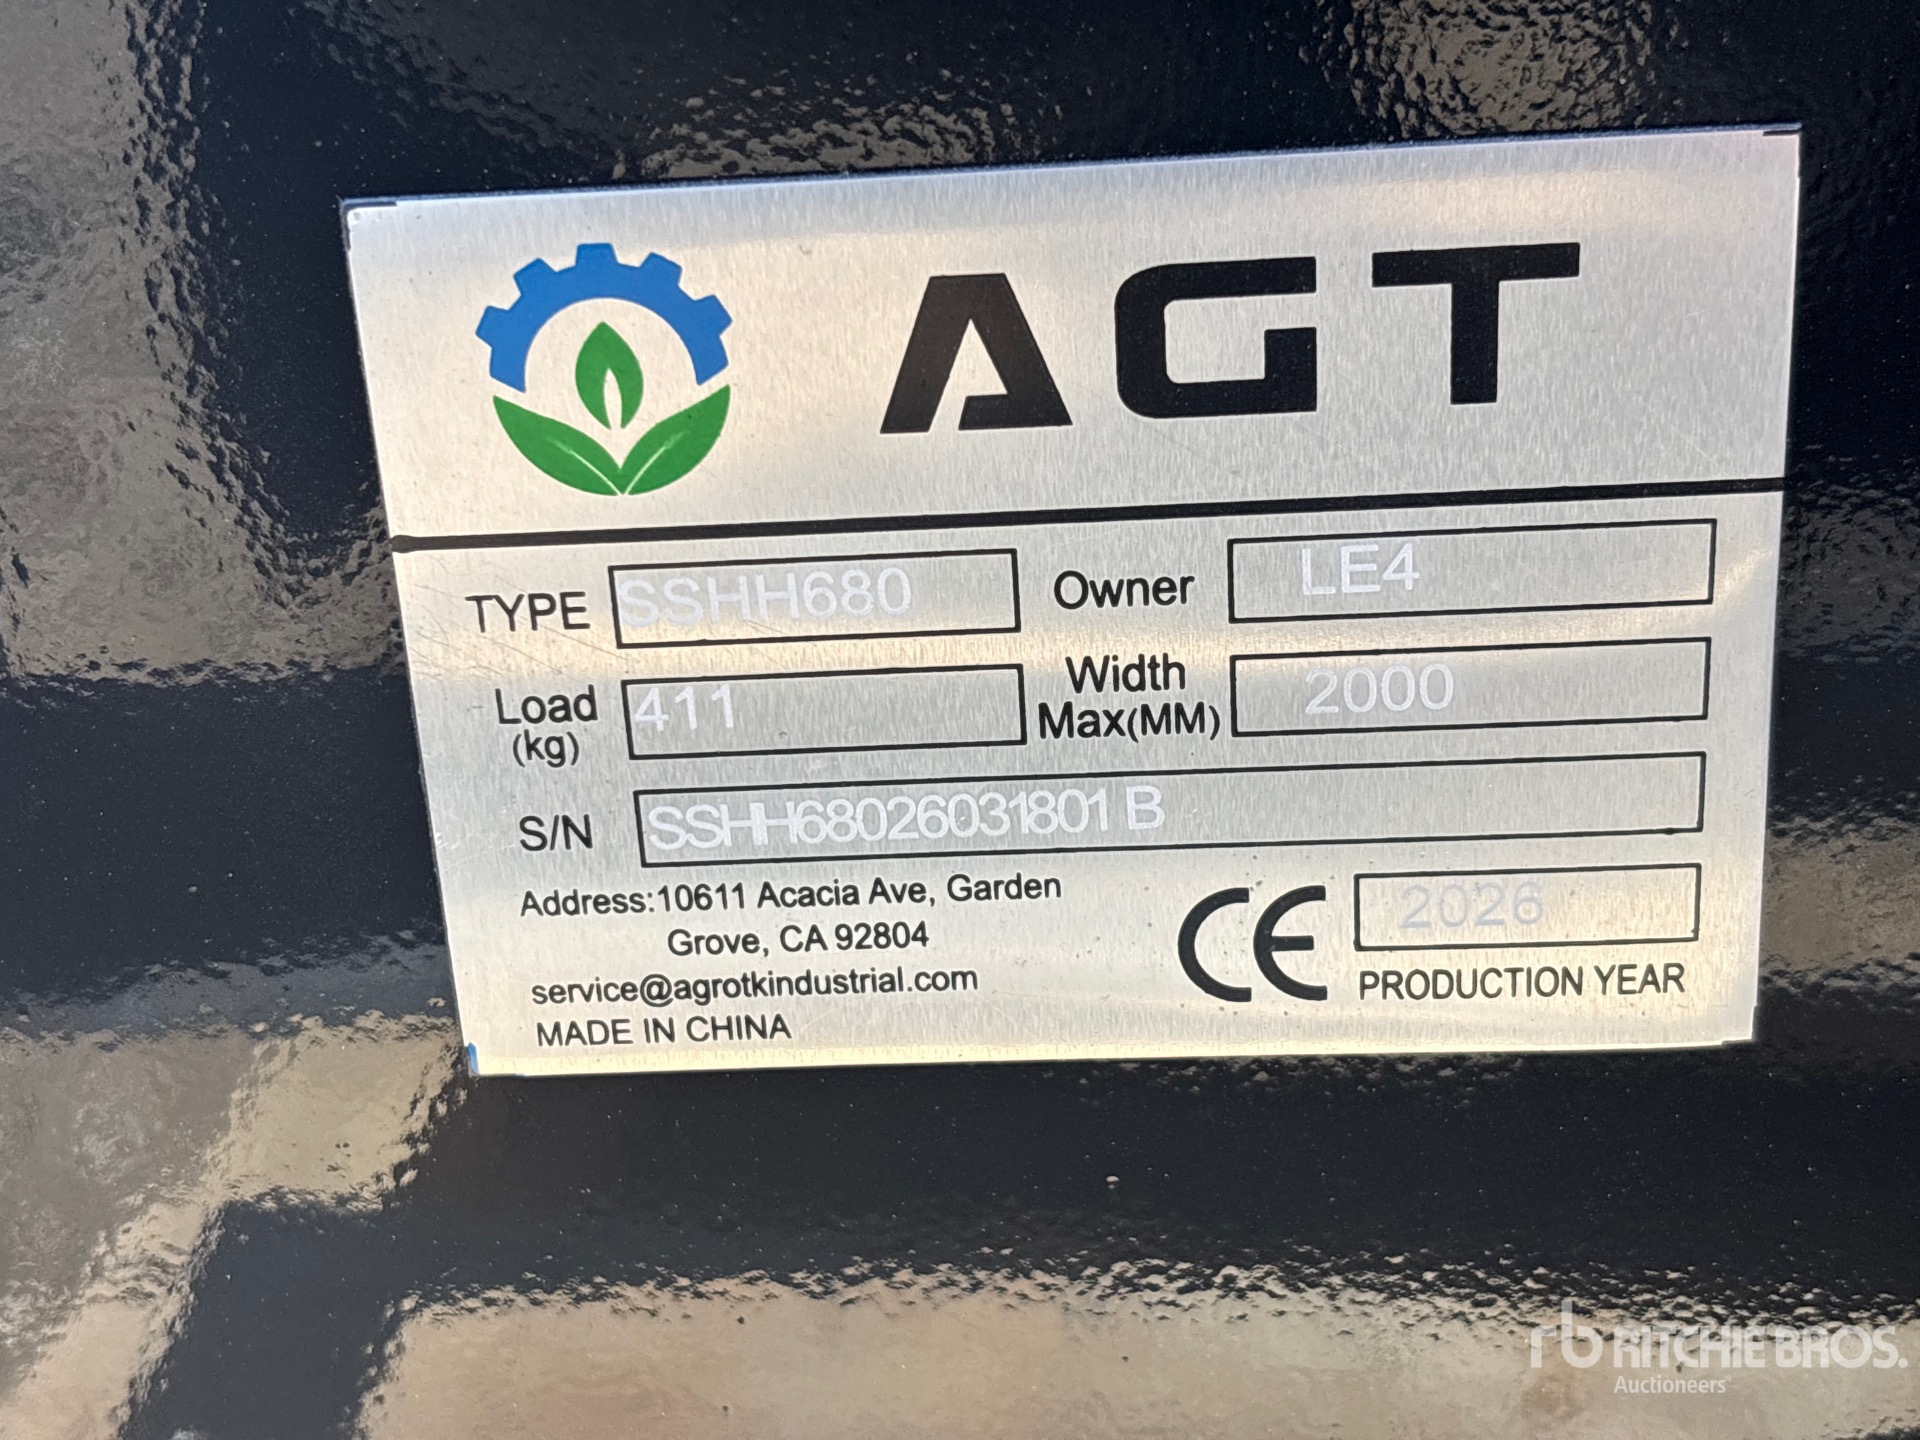 AGT
TYPE SSHH680 Owner LE4
Load (kg) 411 Width Max(MM) 2000
S/N SSHH68026031801 B
Address:10611 Acacia Ave, Garden
Grove, CA 92804
service@agrotkindustrial.com
MADE IN CHINA
CE 2026
PRODUCTION YEAR
rb RITCHIE BROS.
Auctioneers